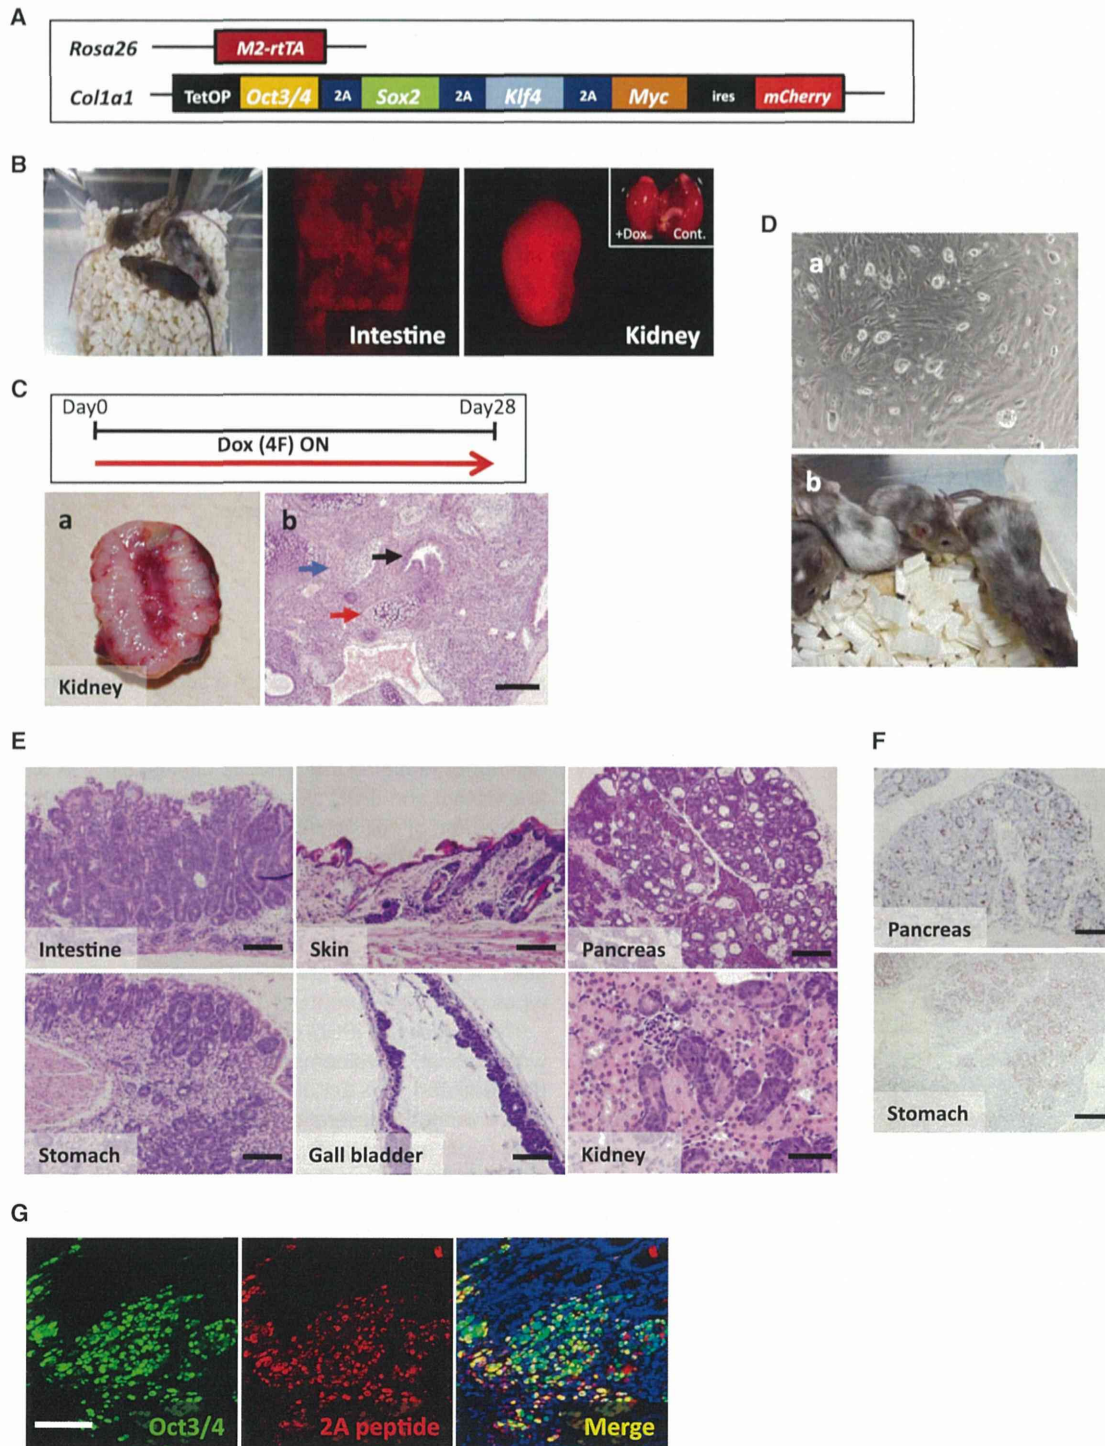 A
Rosa26 M2-rtTA
Col1a1 TetOP Oct3/4 2A Sox2 2A Klf4 2A Myc ires mCherry
B
Intestine
+Dox Cont.
Kidney
C
Day0 Day28
Dox (4F) ON
a
Kidney
b
D
a
b
E
Intestine
Skin
Pancreas
Stomach
Gall bladder
Kidney
F
Pancreas
Stomach
G
Oct3/4
2A peptide
Merge